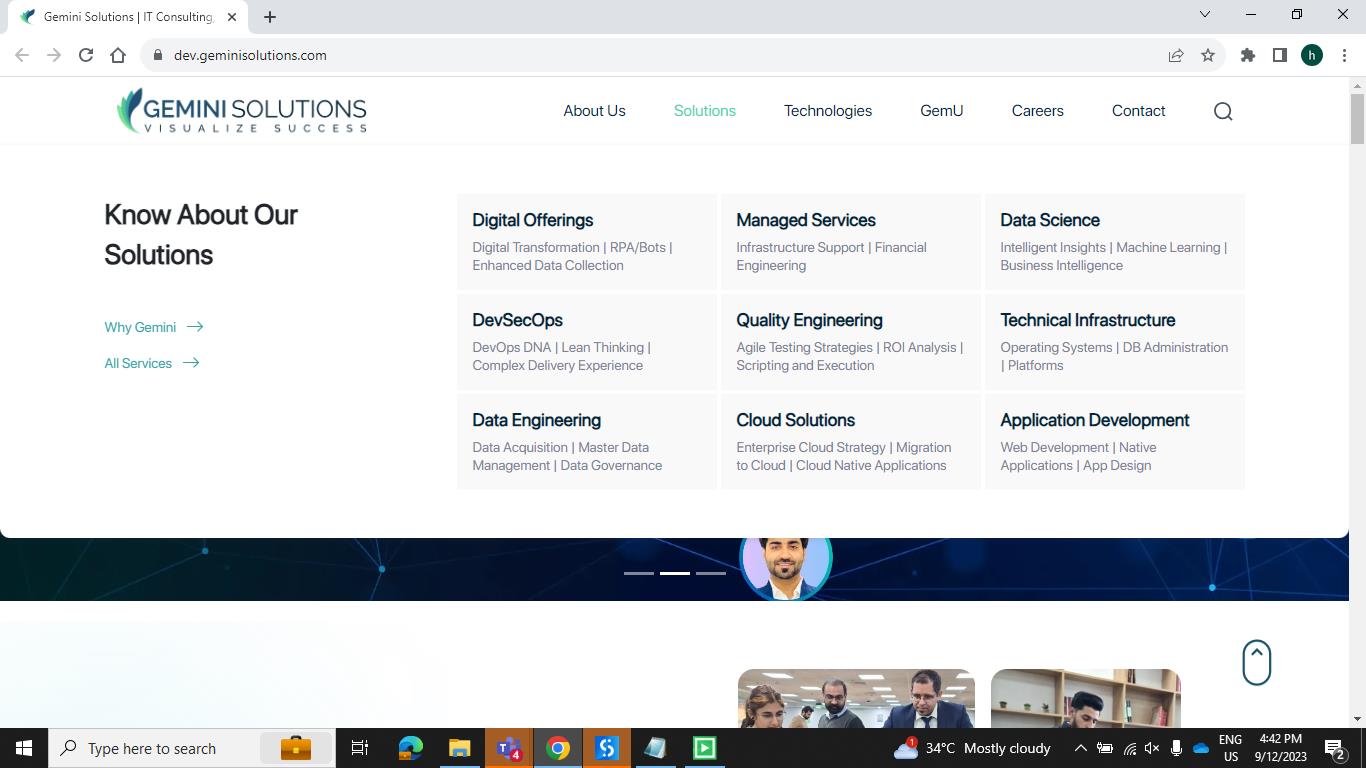 Gemini Solutions | IT Consulting,
dev.geminisolutions.com
h
GEMINI SOLUTIONS
VISUALIZE SUCCESS
About Us
Solutions
Technologies
GemU
Careers
Contact
Know About Our
Solutions
Why Gemini
All Services
Digital Offerings
Digital Transformation | RPA/Bots |
Enhanced Data Collection
Managed Services
Infrastructure Support | Financial
Engineering
Data Science
Intelligent Insights | Machine Learning |
Business Intelligence
DevSecOps
DevOps DNA | Lean Thinking |
Complex Delivery Experience
Quality Engineering
Agile Testing Strategies | ROI Analysis |
Scripting and Execution
Technical Infrastructure
Operating Systems | DB Administration
| Platforms
Data Engineering
Data Acquisition | Master Data
Management | Data Governance
Cloud Solutions
Enterprise Cloud Strategy | Migration
to Cloud | Cloud Native Applications
Application Development
Web Development | Native
Applications | App Design
Type here to search
4
1
34°C Mostly cloudy
ENG
US
4:42 PM
9/12/2023
2